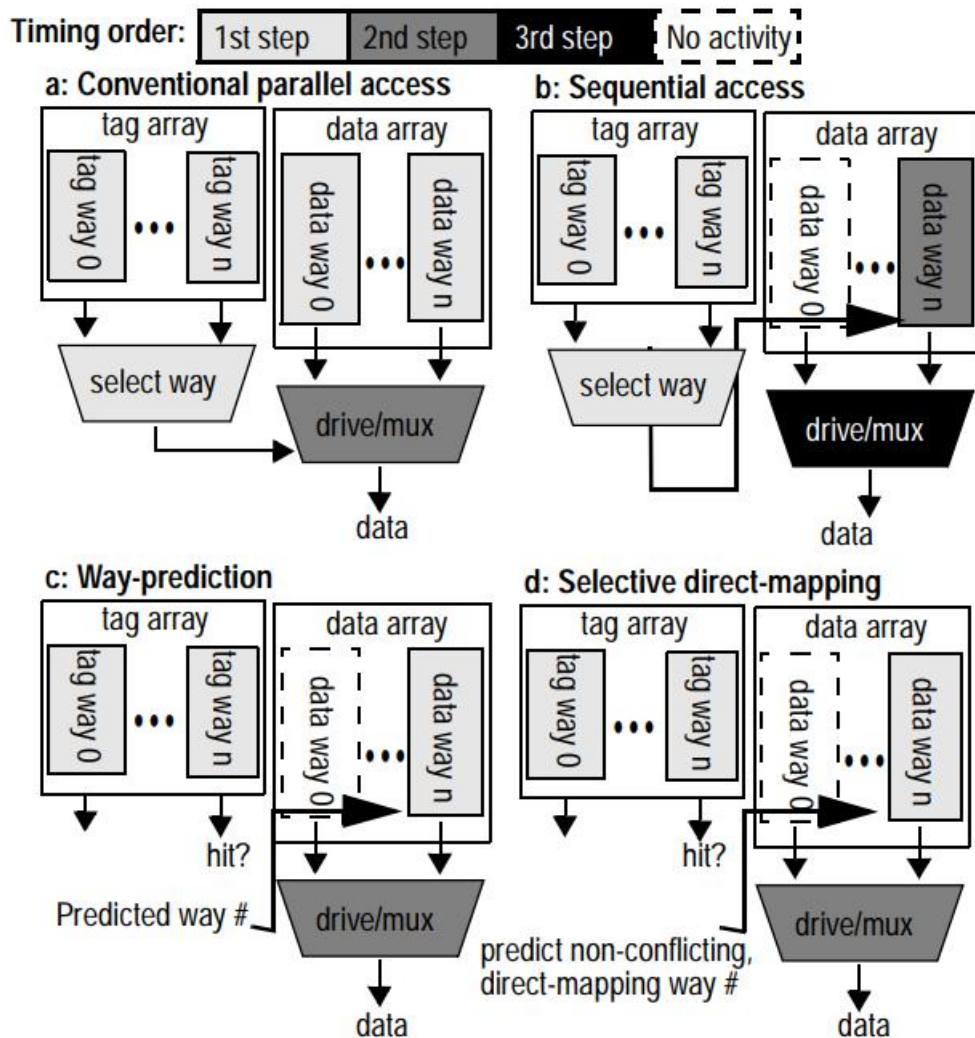 Timing order: 1st step 2nd step 3rd step No activity
a: Conventional parallel access
tag array
data array
tag way 0
•••
tag way n
data way 0
•••
data way n
select way
drive/mux
data
b: Sequential access
tag array
data array
tag way 0
•••
tag way n
data way 0
•••
data way n
select way
drive/mux
data
c: Way-prediction
tag array
data array
tag way 0
•••
tag way n
data way 0
•••
data way n
hit?
Predicted way #
drive/mux
data
d: Selective direct-mapping
tag array
data array
tag way 0
•••
tag way n
data way 0
•••
data way n
hit?
predict non-conflicting,
direct-mapping way #
drive/mux
data